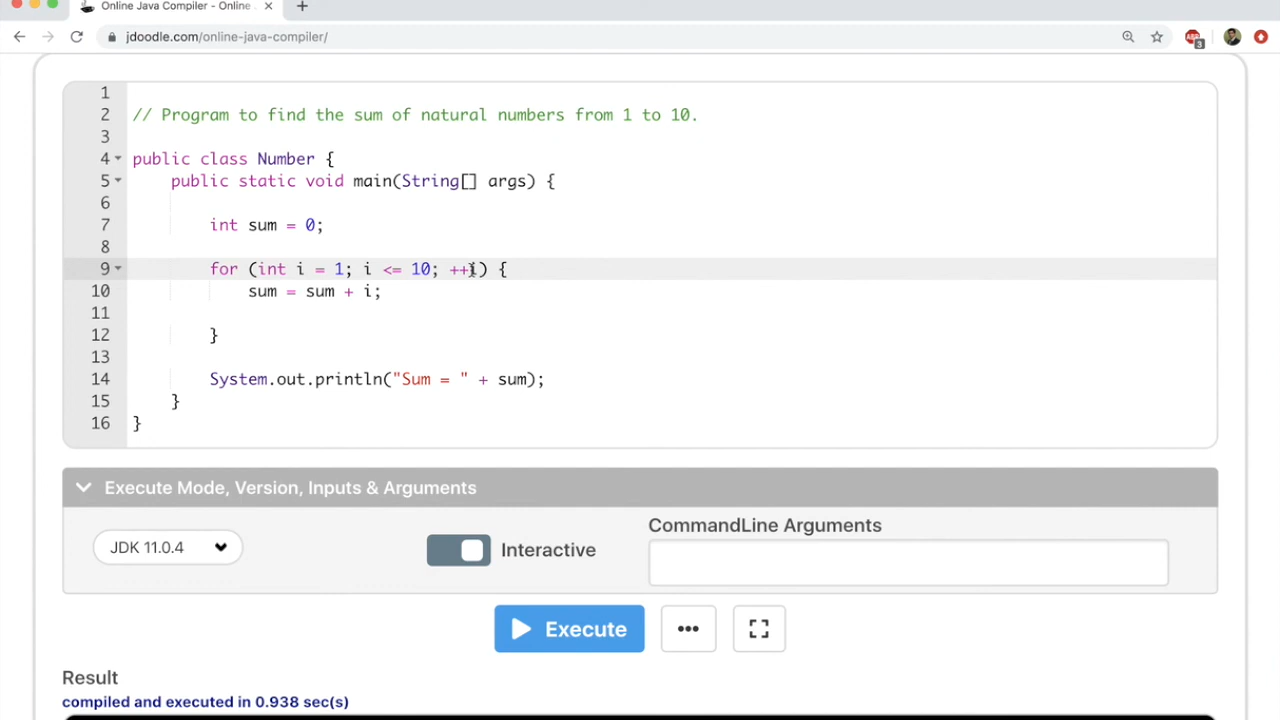 Online Java Compiler - Online
jdoodle.com/online-java-compiler/
3
1
2 // Program to find the sum of natural numbers from 1 to 10.
3
4 public class Number {
5 public static void main(String[] args) {
6
7 int sum = 0;
8
9 for (int i = 1; i <= 10; ++i) {
10 sum = sum + i;
11
12 }
13
14 System.out.println("Sum = " + sum);
15 }
16 }
Execute Mode, Version, Inputs & Arguments
CommandLine Arguments
JDK 11.0.4
Interactive
Execute
Result
compiled and executed in 0.938 sec(s)